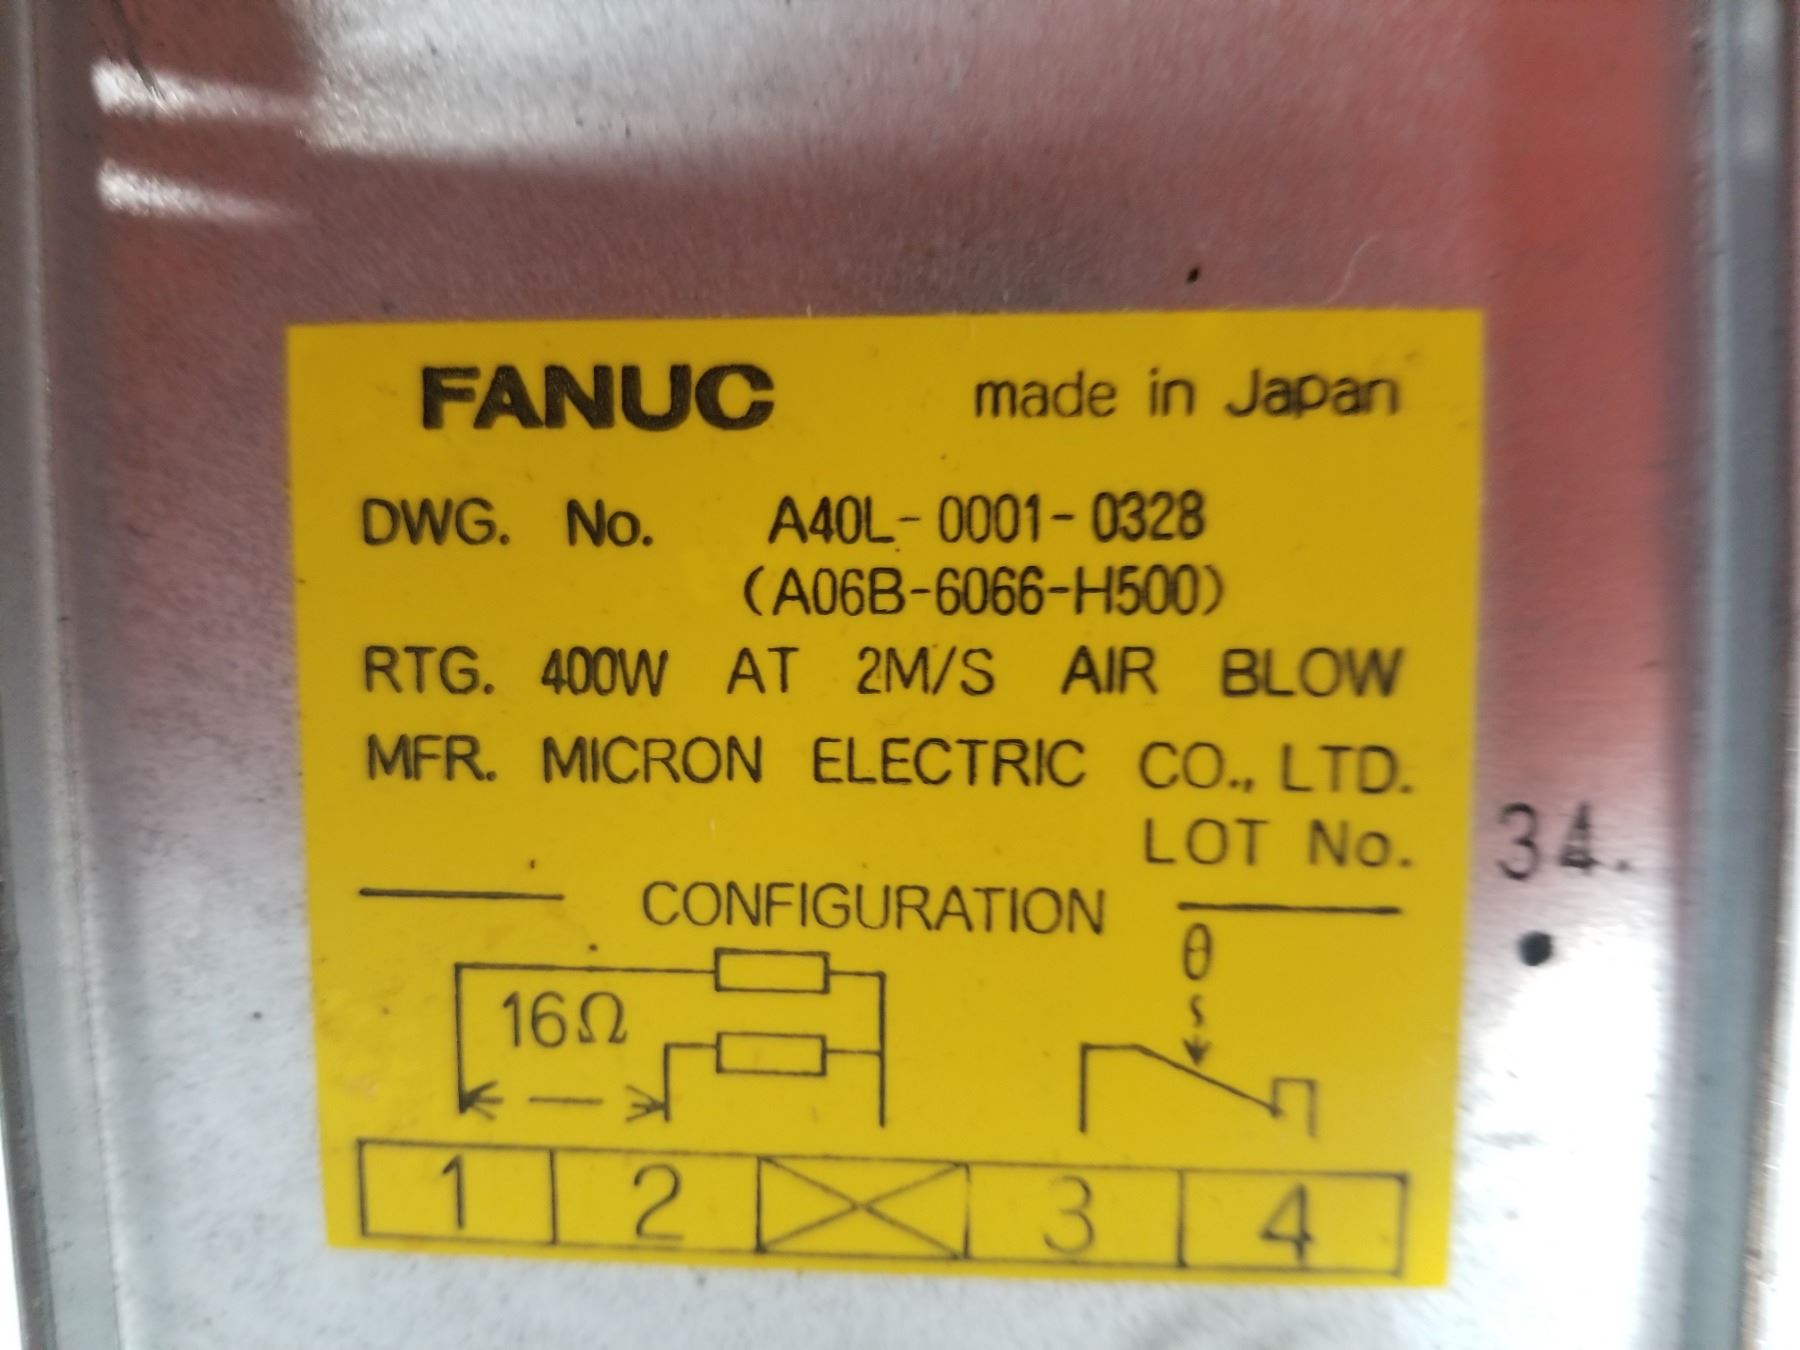 FANUC made in Japan
DWG. No. A40L-0001-0328
(A06B-6066-H500)
RTG. 400W AT 2M/S AIR BLOW
MFR. MICRON ELECTRIC CO., LTD.
LOT No. 34.
CONFIGURATION
θ
16Ω
1 2 3 4